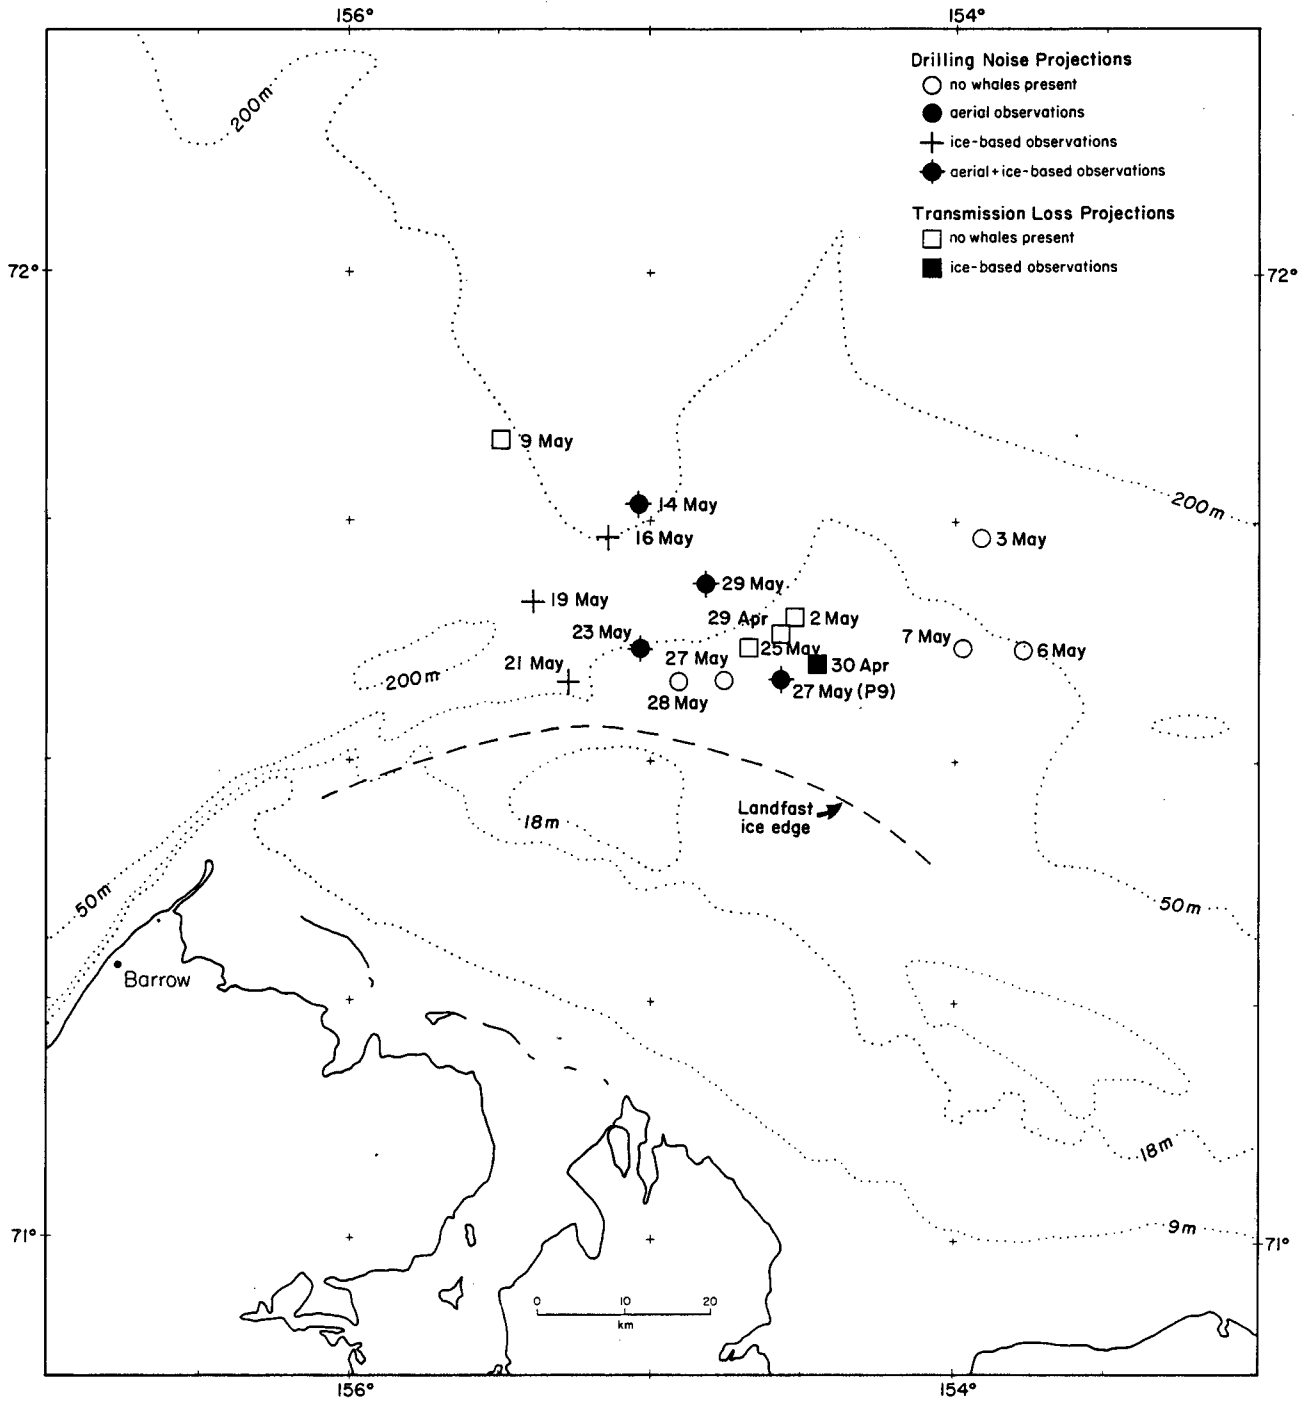 156°
154°
Drilling Noise Projections
no whales present
aerial observations
ice-based observations
aerial + ice-based observations
Transmission Loss Projections
no whales present
ice-based observations
200m
72°
72°
9 May
14 May
200m
16 May
3 May
29 May
19 May
29 Apr
2 May
23 May
7 May
6 May
25 May
27 May
21 May
30 Apr
200m
27 May (P9)
28 May
Landfast
ice edge
18m
50m
50m
Barrow
18m
9m
71°
71°
0 10 20
km
156°
154°